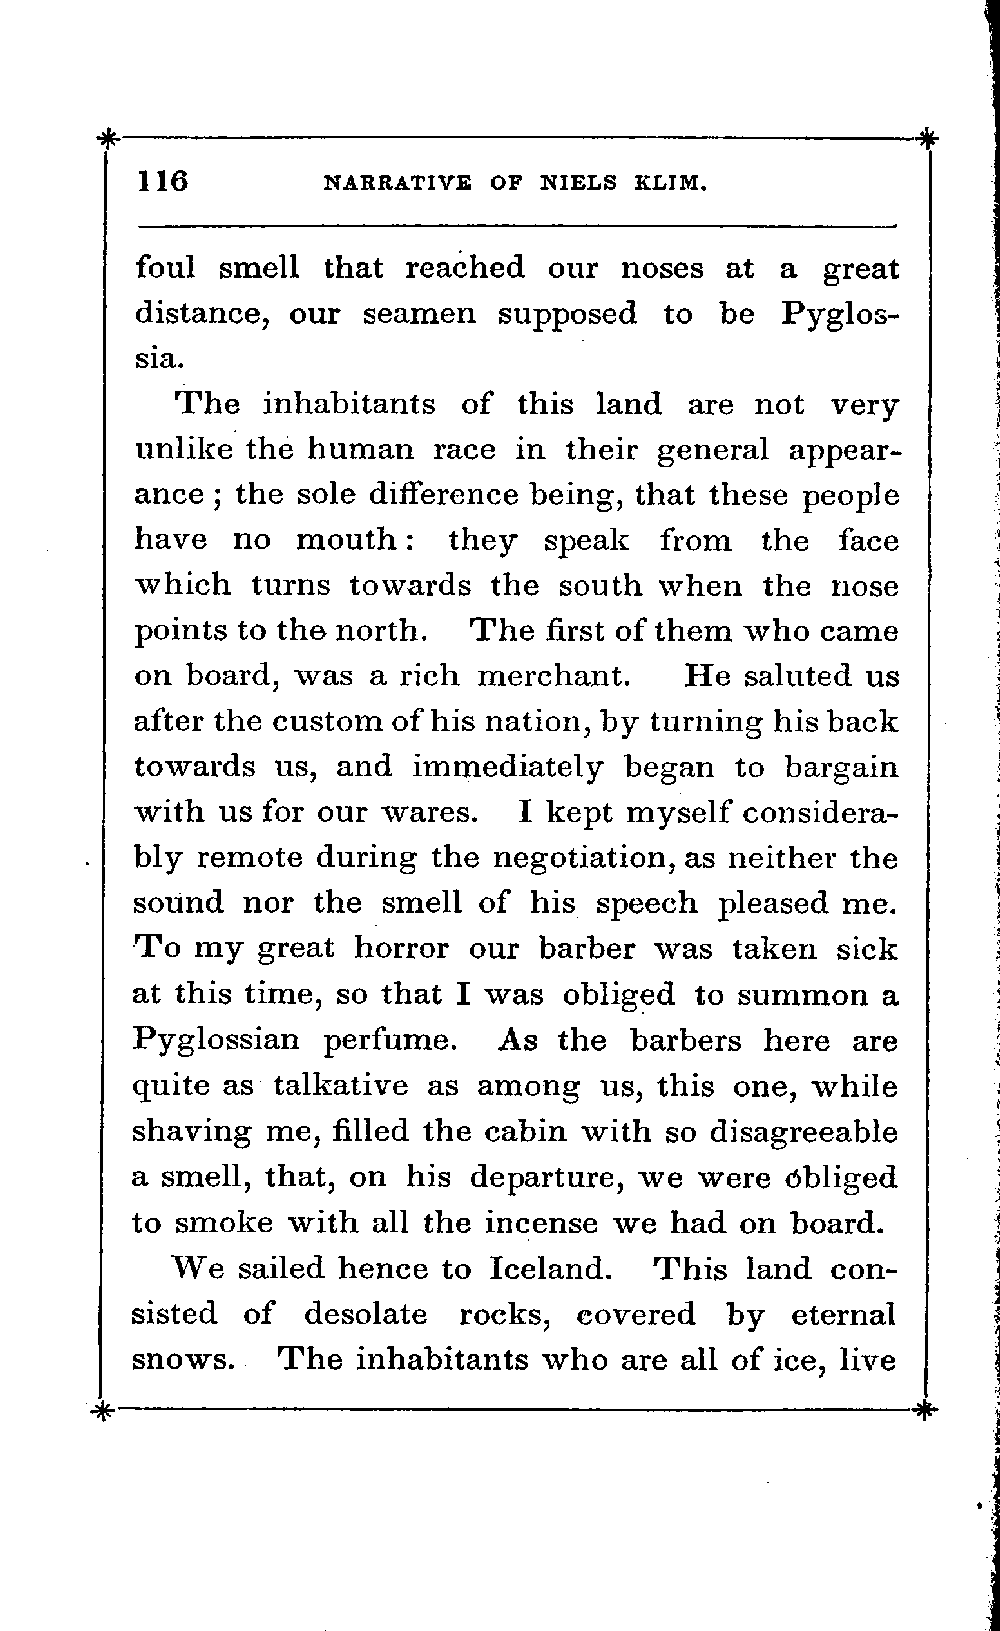 116 NARRATIVE OF NIELS KLIM.
foul smell that reached our noses at a great
distance, our seamen supposed to be Pyglos-
sia.
The inhabitants of this land are not very
unlike the human race in their general appear-
ance ; the sole difference being, that these people
have no mouth : they speak from the face
which turns towards the south when the nose
points to the north. The first of them who came
on board, was a rich merchant. He saluted us
after the custom of his nation, by turning his back
towards us, and immediately began to bargain
with us for our wares. I kept myself considera-
bly remote during the negotiation, as neither the
sound nor the smell of his speech pleased me.
To my great horror our barber was taken sick
at this time, so that I was obliged to summon a
Pyglossian perfume. As the barbers here are
quite as talkative as among us, this one, while
shaving me, filled the cabin with so disagreeable
a smell, that, on his departure, we were obliged
to smoke with all the incense we had on board.
We sailed hence to Iceland. This land con-
sisted of desolate rocks, covered by eternal
snows. The inhabitants who are all of ice, live